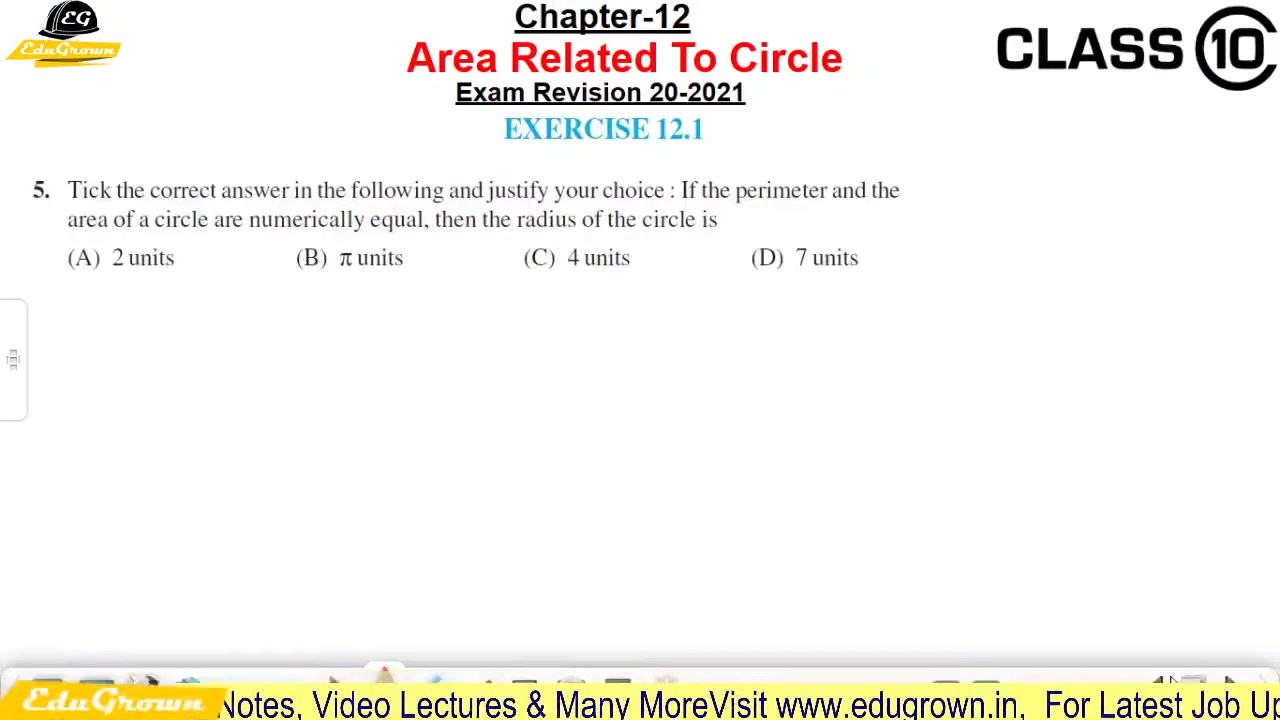 EG
EduGrown
Chapter-12
Area Related To Circle
Exam Revision 20-2021
EXERCISE 12.1
CLASS 10
5. Tick the correct answer in the following and justify your choice : If the perimeter and the
area of a circle are numerically equal, then the radius of the circle is
(A) 2 units (B) π units (C) 4 units (D) 7 units
EduGrown Notes, Video Lectures & Many MoreVisit www.edugrown.in, For Latest Job U